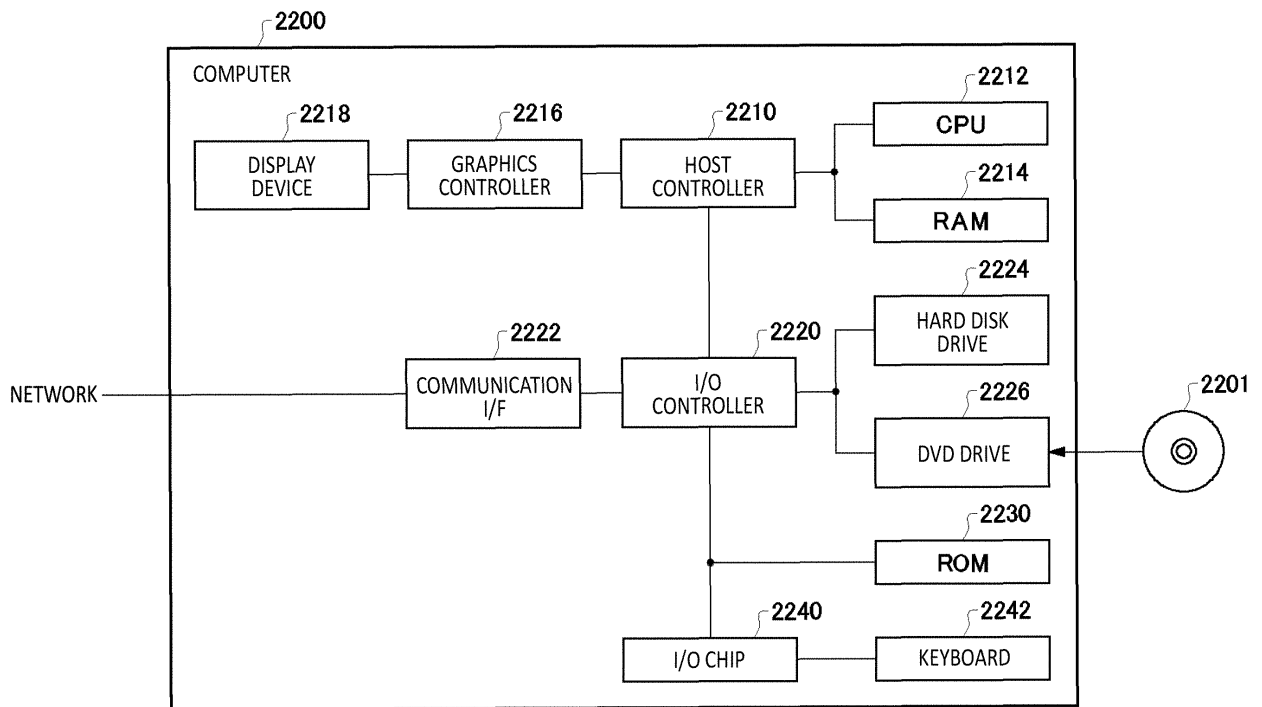 2200
COMPUTER
2218
DISPLAY
DEVICE
2216
GRAPHICS
CONTROLLER
2210
HOST
CONTROLLER
2212
CPU
2214
RAM
2224
HARD DISK
DRIVE
NETWORK
2222
COMMUNICATION
I/F
2220
I/O
CONTROLLER
2226
DVD DRIVE
2201
2230
ROM
2240
I/O CHIP
2242
KEYBOARD